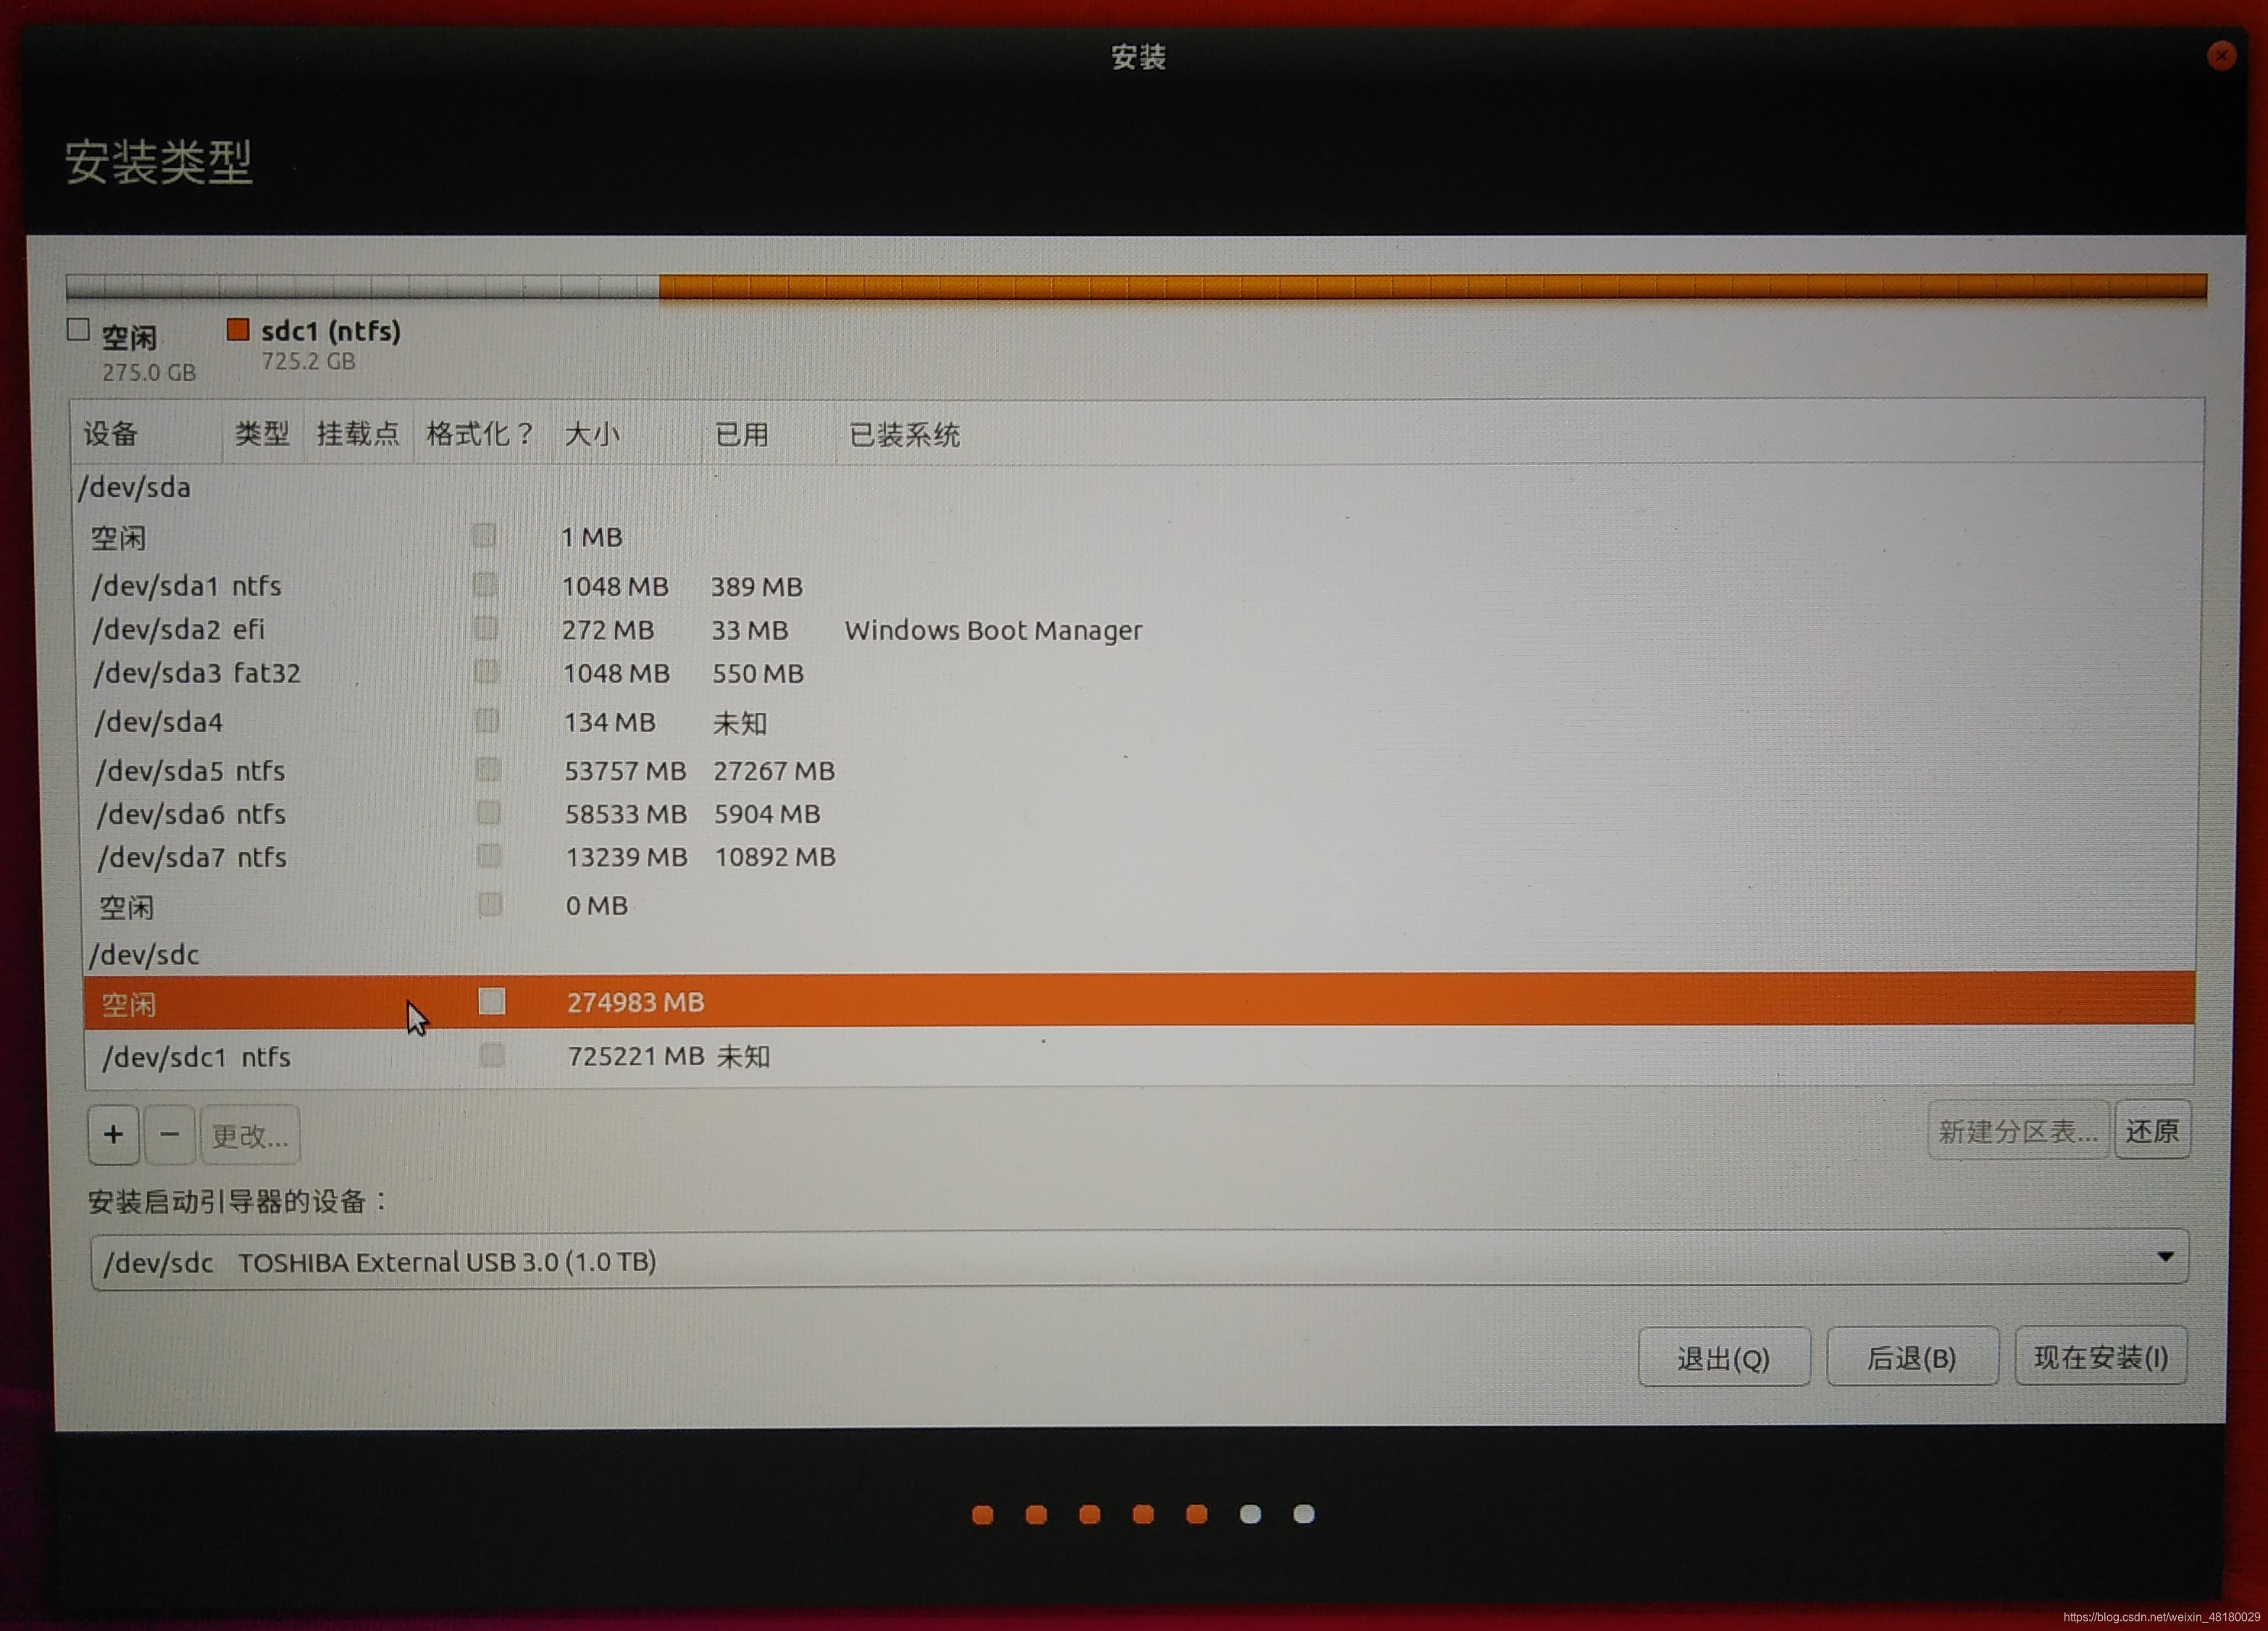 安装
安装类型
空闲 sdc1 (ntfs)
275.0 GB 725.2 GB
设备 类型 挂载点 格式化？ 大小 已用 已装系统
/dev/sda
空闲 1 MB
/dev/sda1 ntfs 1048 MB 389 MB
/dev/sda2 efi 272 MB 33 MB Windows Boot Manager
/dev/sda3 fat32 1048 MB 550 MB
/dev/sda4 134 MB 未知
/dev/sda5 ntfs 53757 MB 27267 MB
/dev/sda6 ntfs 58533 MB 5904 MB
/dev/sda7 ntfs 13239 MB 10892 MB
空闲 0 MB
/dev/sdc
空闲 274983 MB
/dev/sdc1 ntfs 725221 MB 未知
+ − 更改... 新建分区表... 还原
安装启动引导器的设备：
/dev/sdc TOSHIBA External USB 3.0 (1.0 TB)
退出(Q) 后退(B) 现在安装(I)
https://blog.csdn.net/weixin_48180029